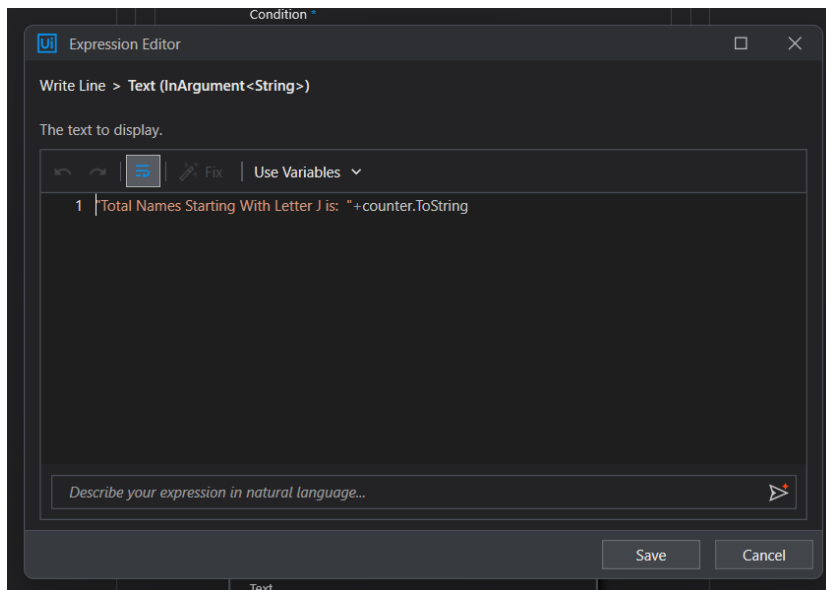 Condition *
Ui Expression Editor
Write Line > Text (InArgument<String>)
The text to display.
Fix Use Variables
1 "Total Names Starting With Letter J is:  "+counter.ToString
Describe your expression in natural language...
Save Cancel
Text